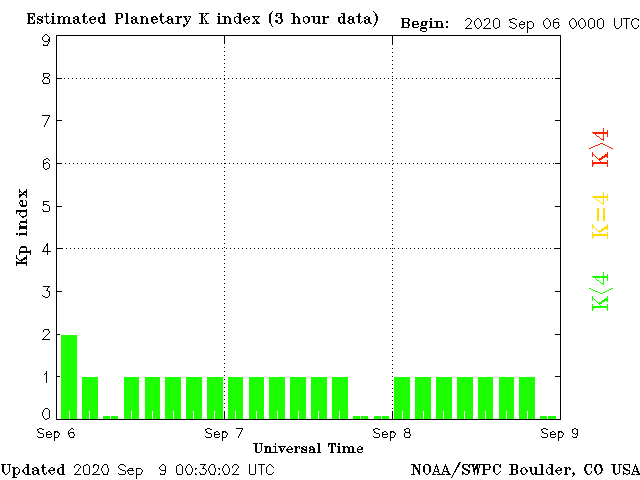 Estimated Planetary K index (3 hour data)
Begin: 2020 Sep 06 0000 UTC
9
8
7
6
5
4
3
2
1
0
Kp index
K>4
K=4
K<4
Sep 6
Sep 7
Sep 8
Sep 9
Universal Time
Updated 2020 Sep 9 00:30:02 UTC
NOAA/SWPC Boulder, CO USA